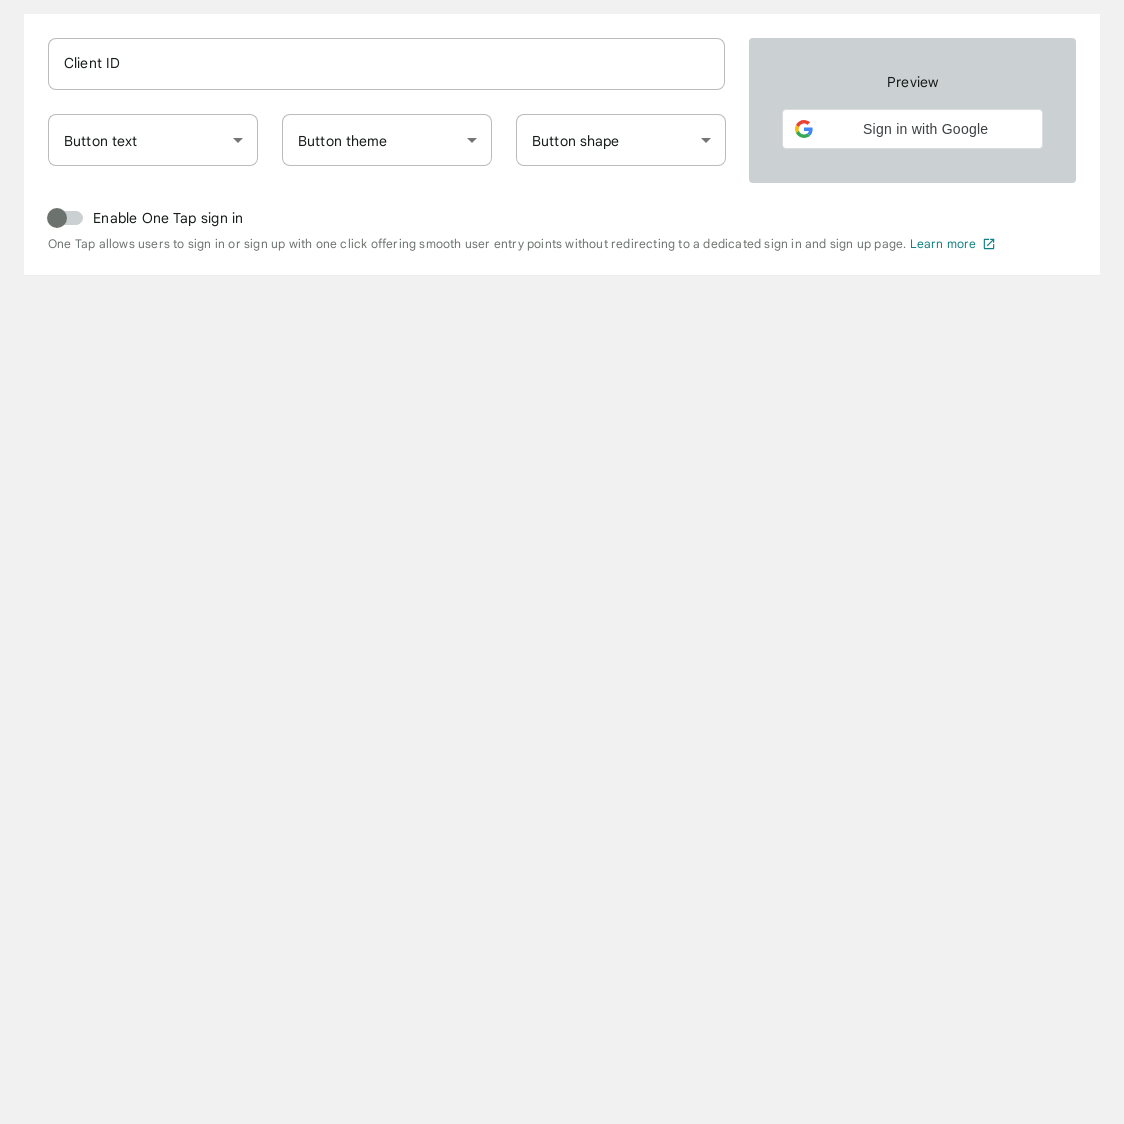 Client ID
Preview
Sign in with Google
Button text
Button theme
Button shape
Enable One Tap sign in
One Tap allows users to sign in or sign up with one click offering smooth user entry points without redirecting to a dedicated sign in and sign up page. Learn more